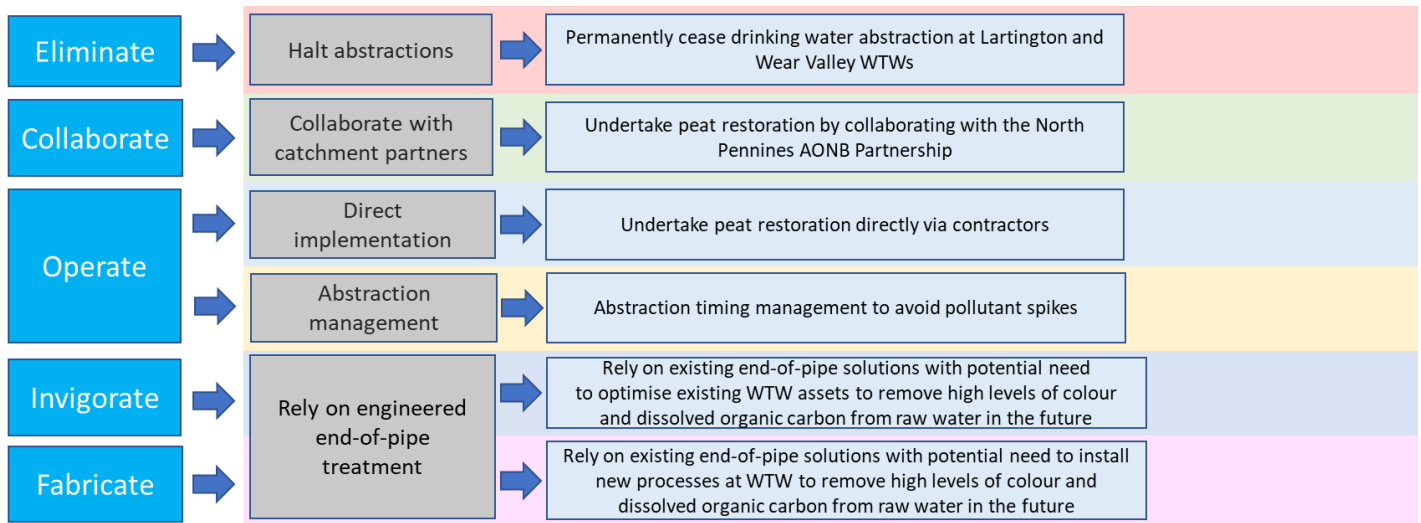 Eliminate
Halt abstractions
Permanently cease drinking water abstraction at Lartington and
Wear Valley WTWs
Collaborate
Collaborate with
catchment partners
Undertake peat restoration by collaborating with the North
Pennines AONB Partnership
Operate
Direct
implementation
Undertake peat restoration directly via contractors
Abstraction
management
Abstraction timing management to avoid pollutant spikes
Invigorate
Rely on engineered
end-of-pipe
treatment
Rely on existing end-of-pipe solutions with potential need
to optimise existing WTW assets to remove high levels of colour
and dissolved organic carbon from raw water in the future
Fabricate
Rely on existing end-of-pipe solutions with potential need to install
new processes at WTW to remove high levels of colour and
dissolved organic carbon from raw water in the future